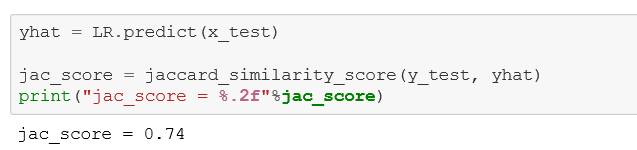 yhat = LR.predict(x_test)
jac_score = jaccard_similarity_score(y_test, yhat)
print("jac_score = %.2f"%jac_score)
jac_score = 0.74